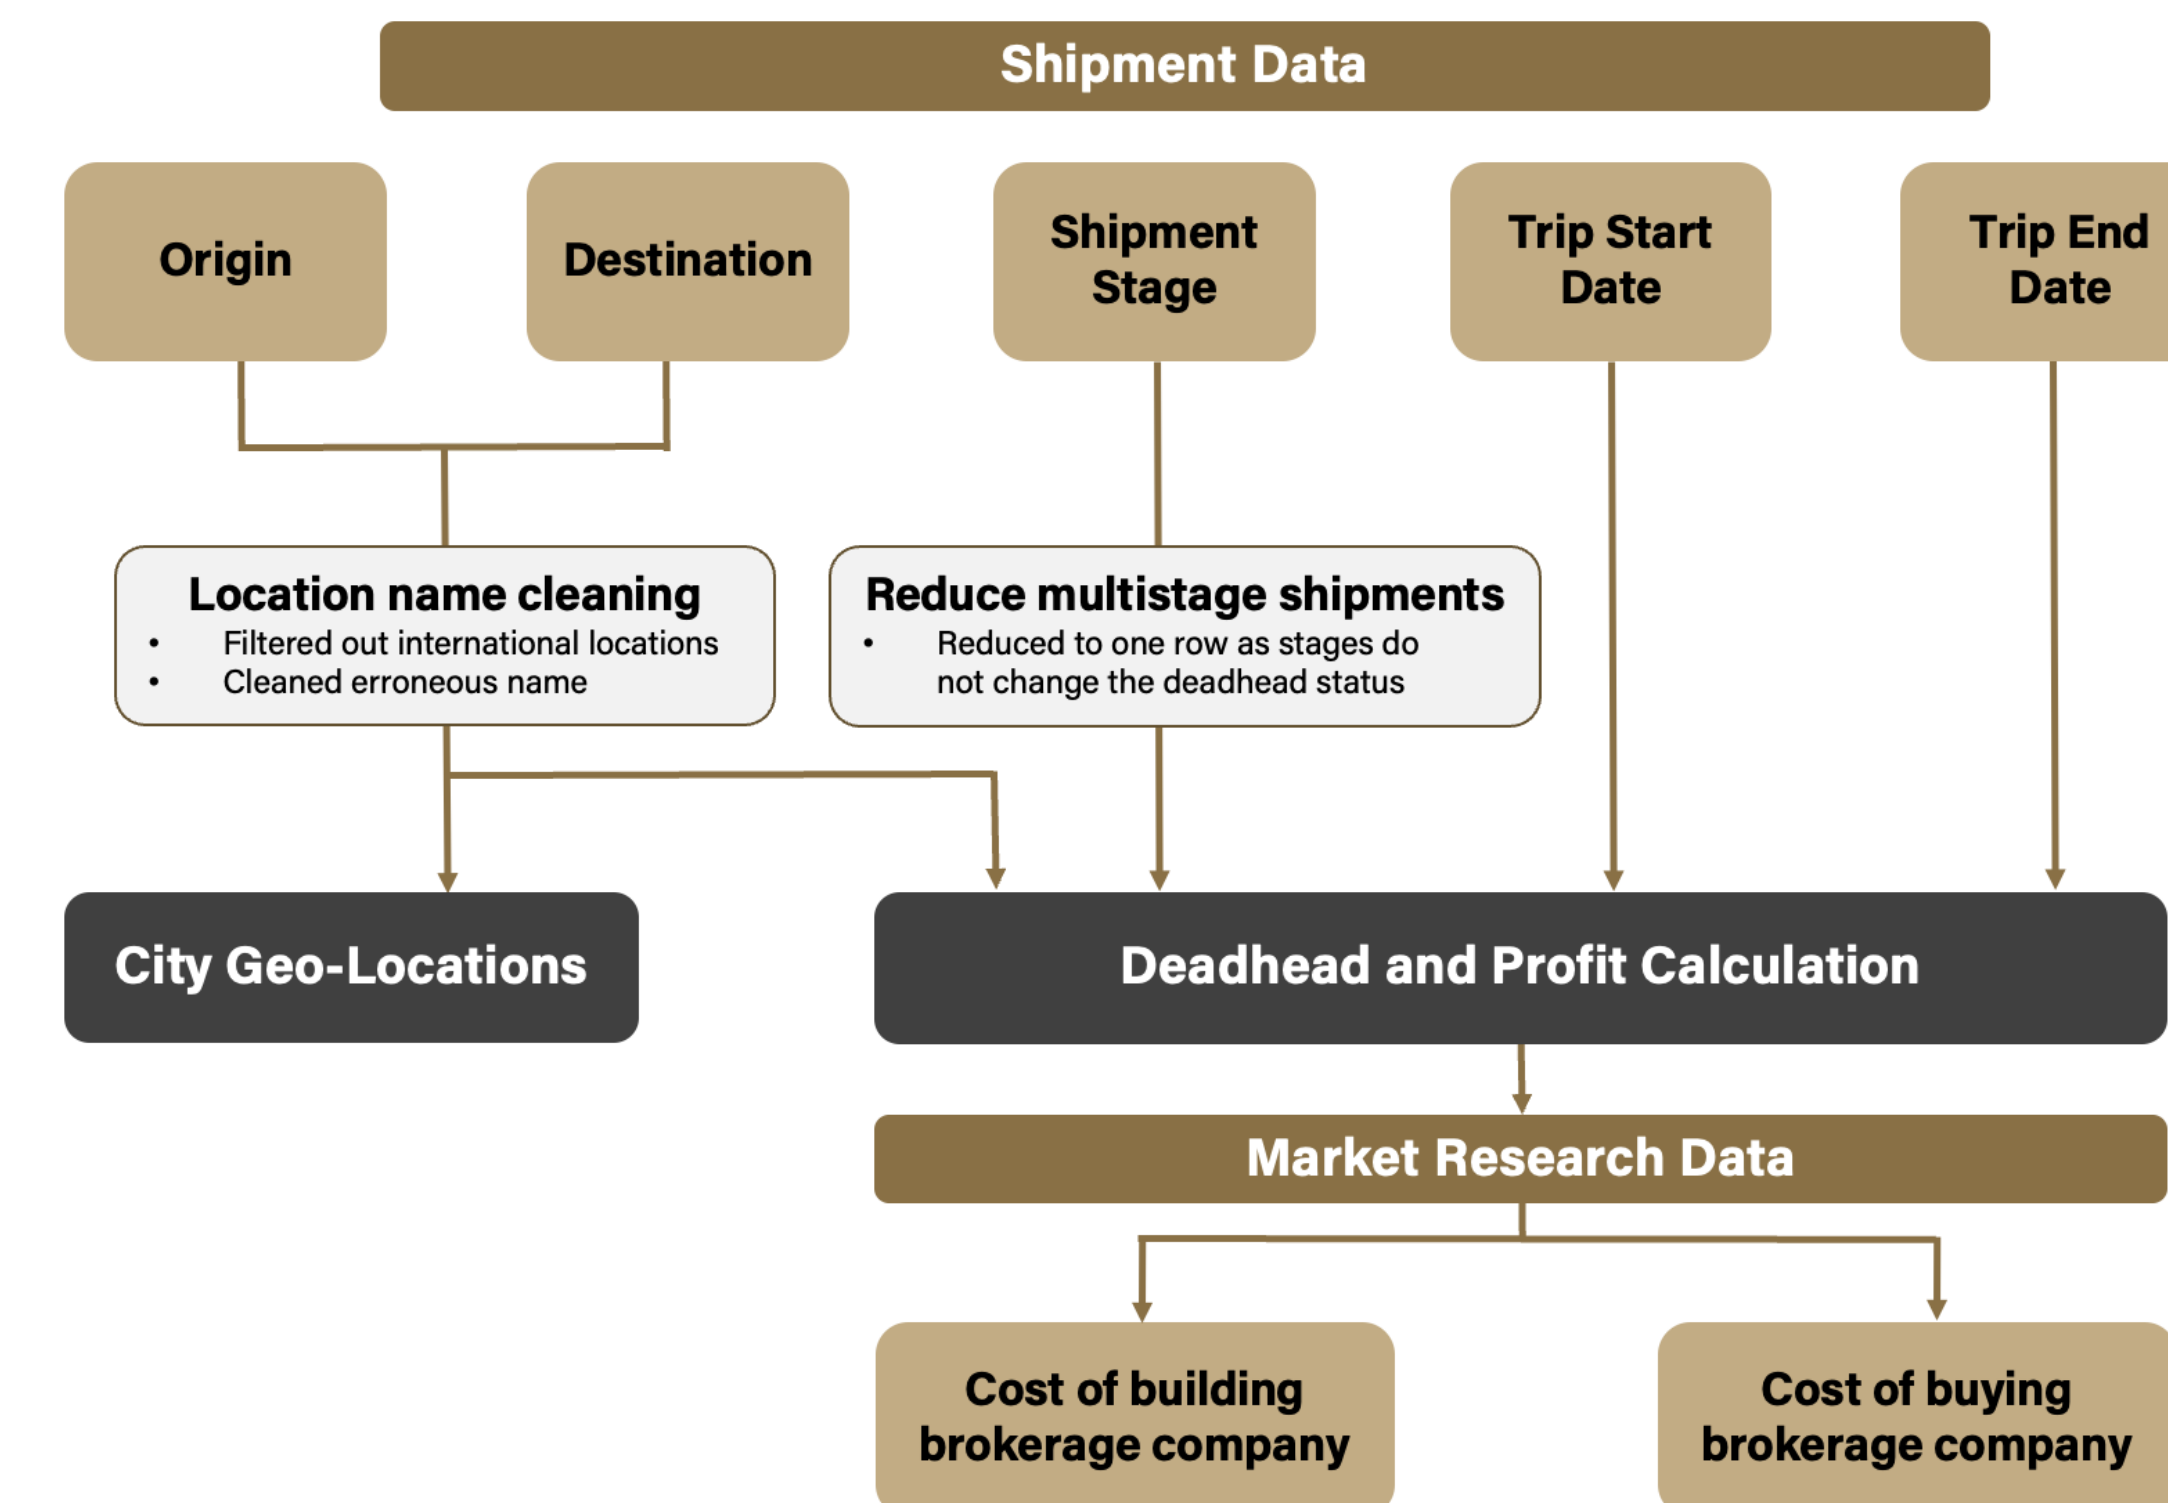 Shipment Data
Origin
Destination
Shipment
Stage
Trip Start
Date
Trip End
Date
Location name cleaning
• Filtered out international locations
• Cleaned erroneous name
Reduce multistage shipments
• Reduced to one row as stages do
not change the deadhead status
City Geo-Locations
Deadhead and Profit Calculation
Market Research Data
Cost of building
brokerage company
Cost of buying
brokerage company